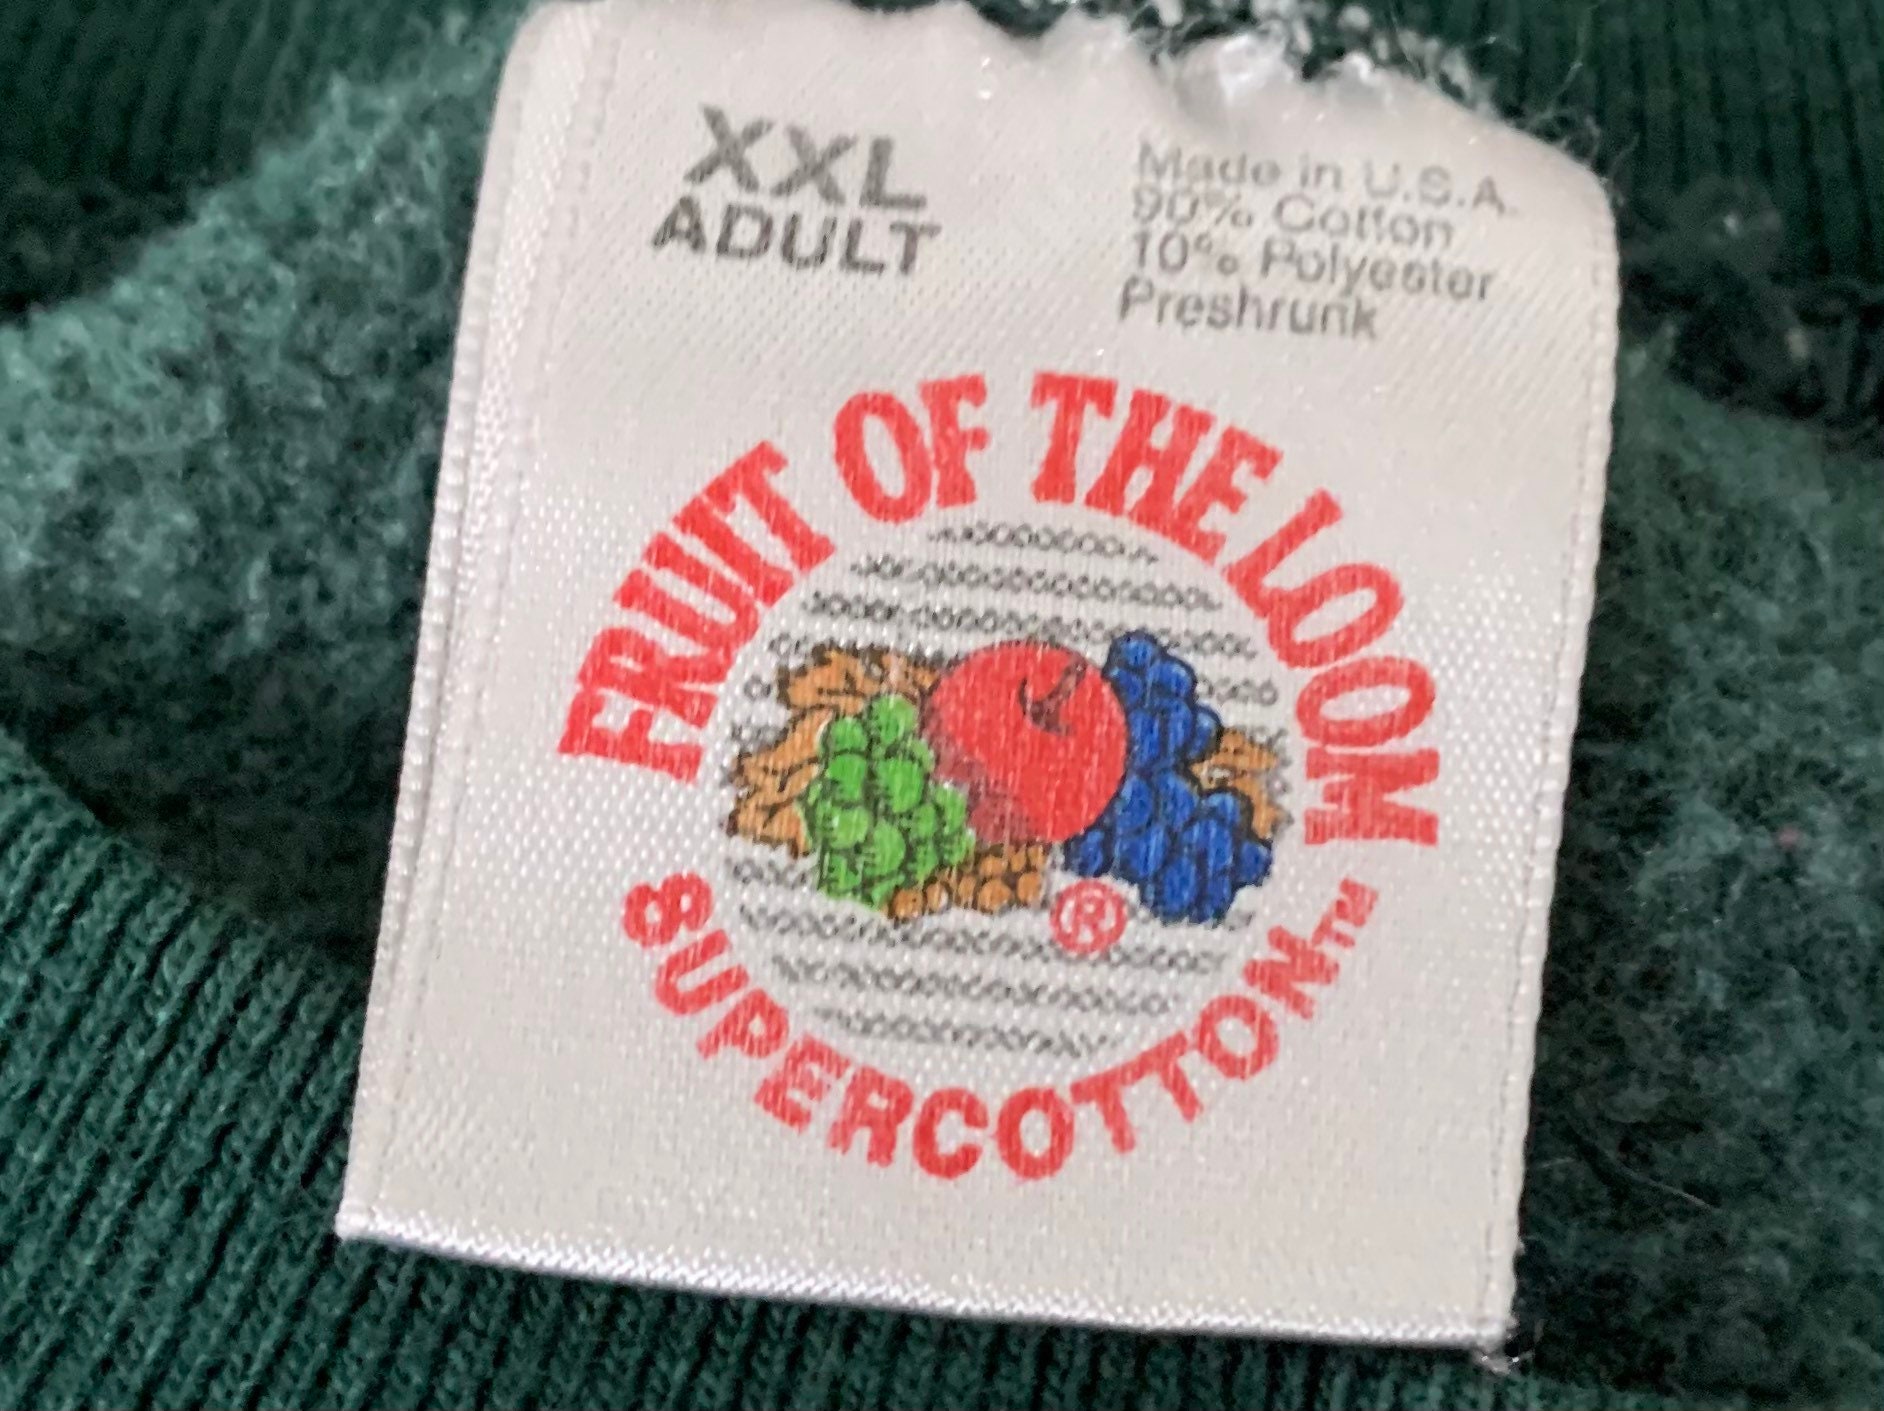 XXL
ADULT
Made in U.S.A.
90% Cotton
10% Polyester
Preshrunk
FRUIT OF THE LOOM
®
SUPERCOTTON™